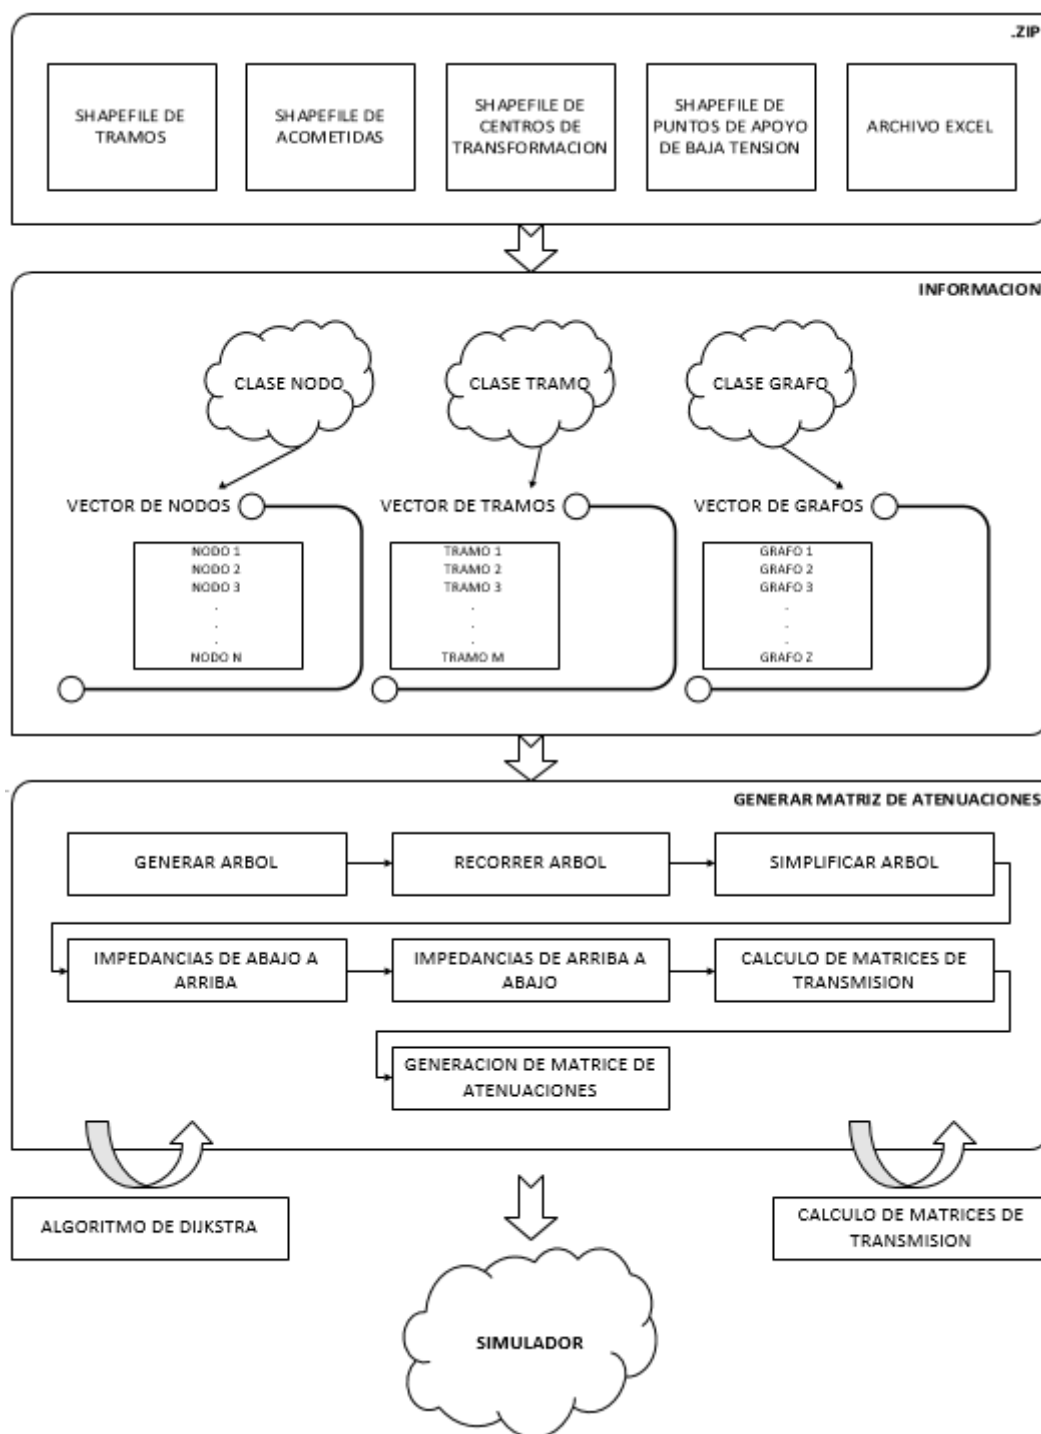 .ZIP
SHAPEFILE DE
TRAMOS
SHAPEFILE DE
ACOMETIDAS
SHAPEFILE DE
CENTROS DE
TRANSFORMACION
SHAPEFILE DE
PUNTOS DE APOYO
DE BAJA TENSION
ARCHIVO EXCEL
INFORMACION
CLASE NODO
CLASE TRAMO
CLASE GRAFO
VECTOR DE NODOS
VECTOR DE TRAMOS
VECTOR DE GRAFOS
NODO 1
NODO 2
NODO 3
.
.
.
NODO N
TRAMO 1
TRAMO 2
TRAMO 3
.
.
.
TRAMO M
GRAFO 1
GRAFO 2
GRAFO 3
.
.
.
GRAFO Z
GENERAR MATRIZ DE ATENUACIONES
GENERAR ARBOL
RECORRER ARBOL
SIMPLIFICAR ARBOL
IMPEDANCIAS DE ABAJO A
ARRIBA
IMPEDANCIAS DE ARRIBA A
ABAJO
CALCULO DE MATRICES DE
TRANSMISION
GENERACION DE MATRICE DE
ATENUACIONES
ALGORITMO DE DIJKSTRA
CALCULO DE MATRICES DE
TRANSMISION
SIMULADOR